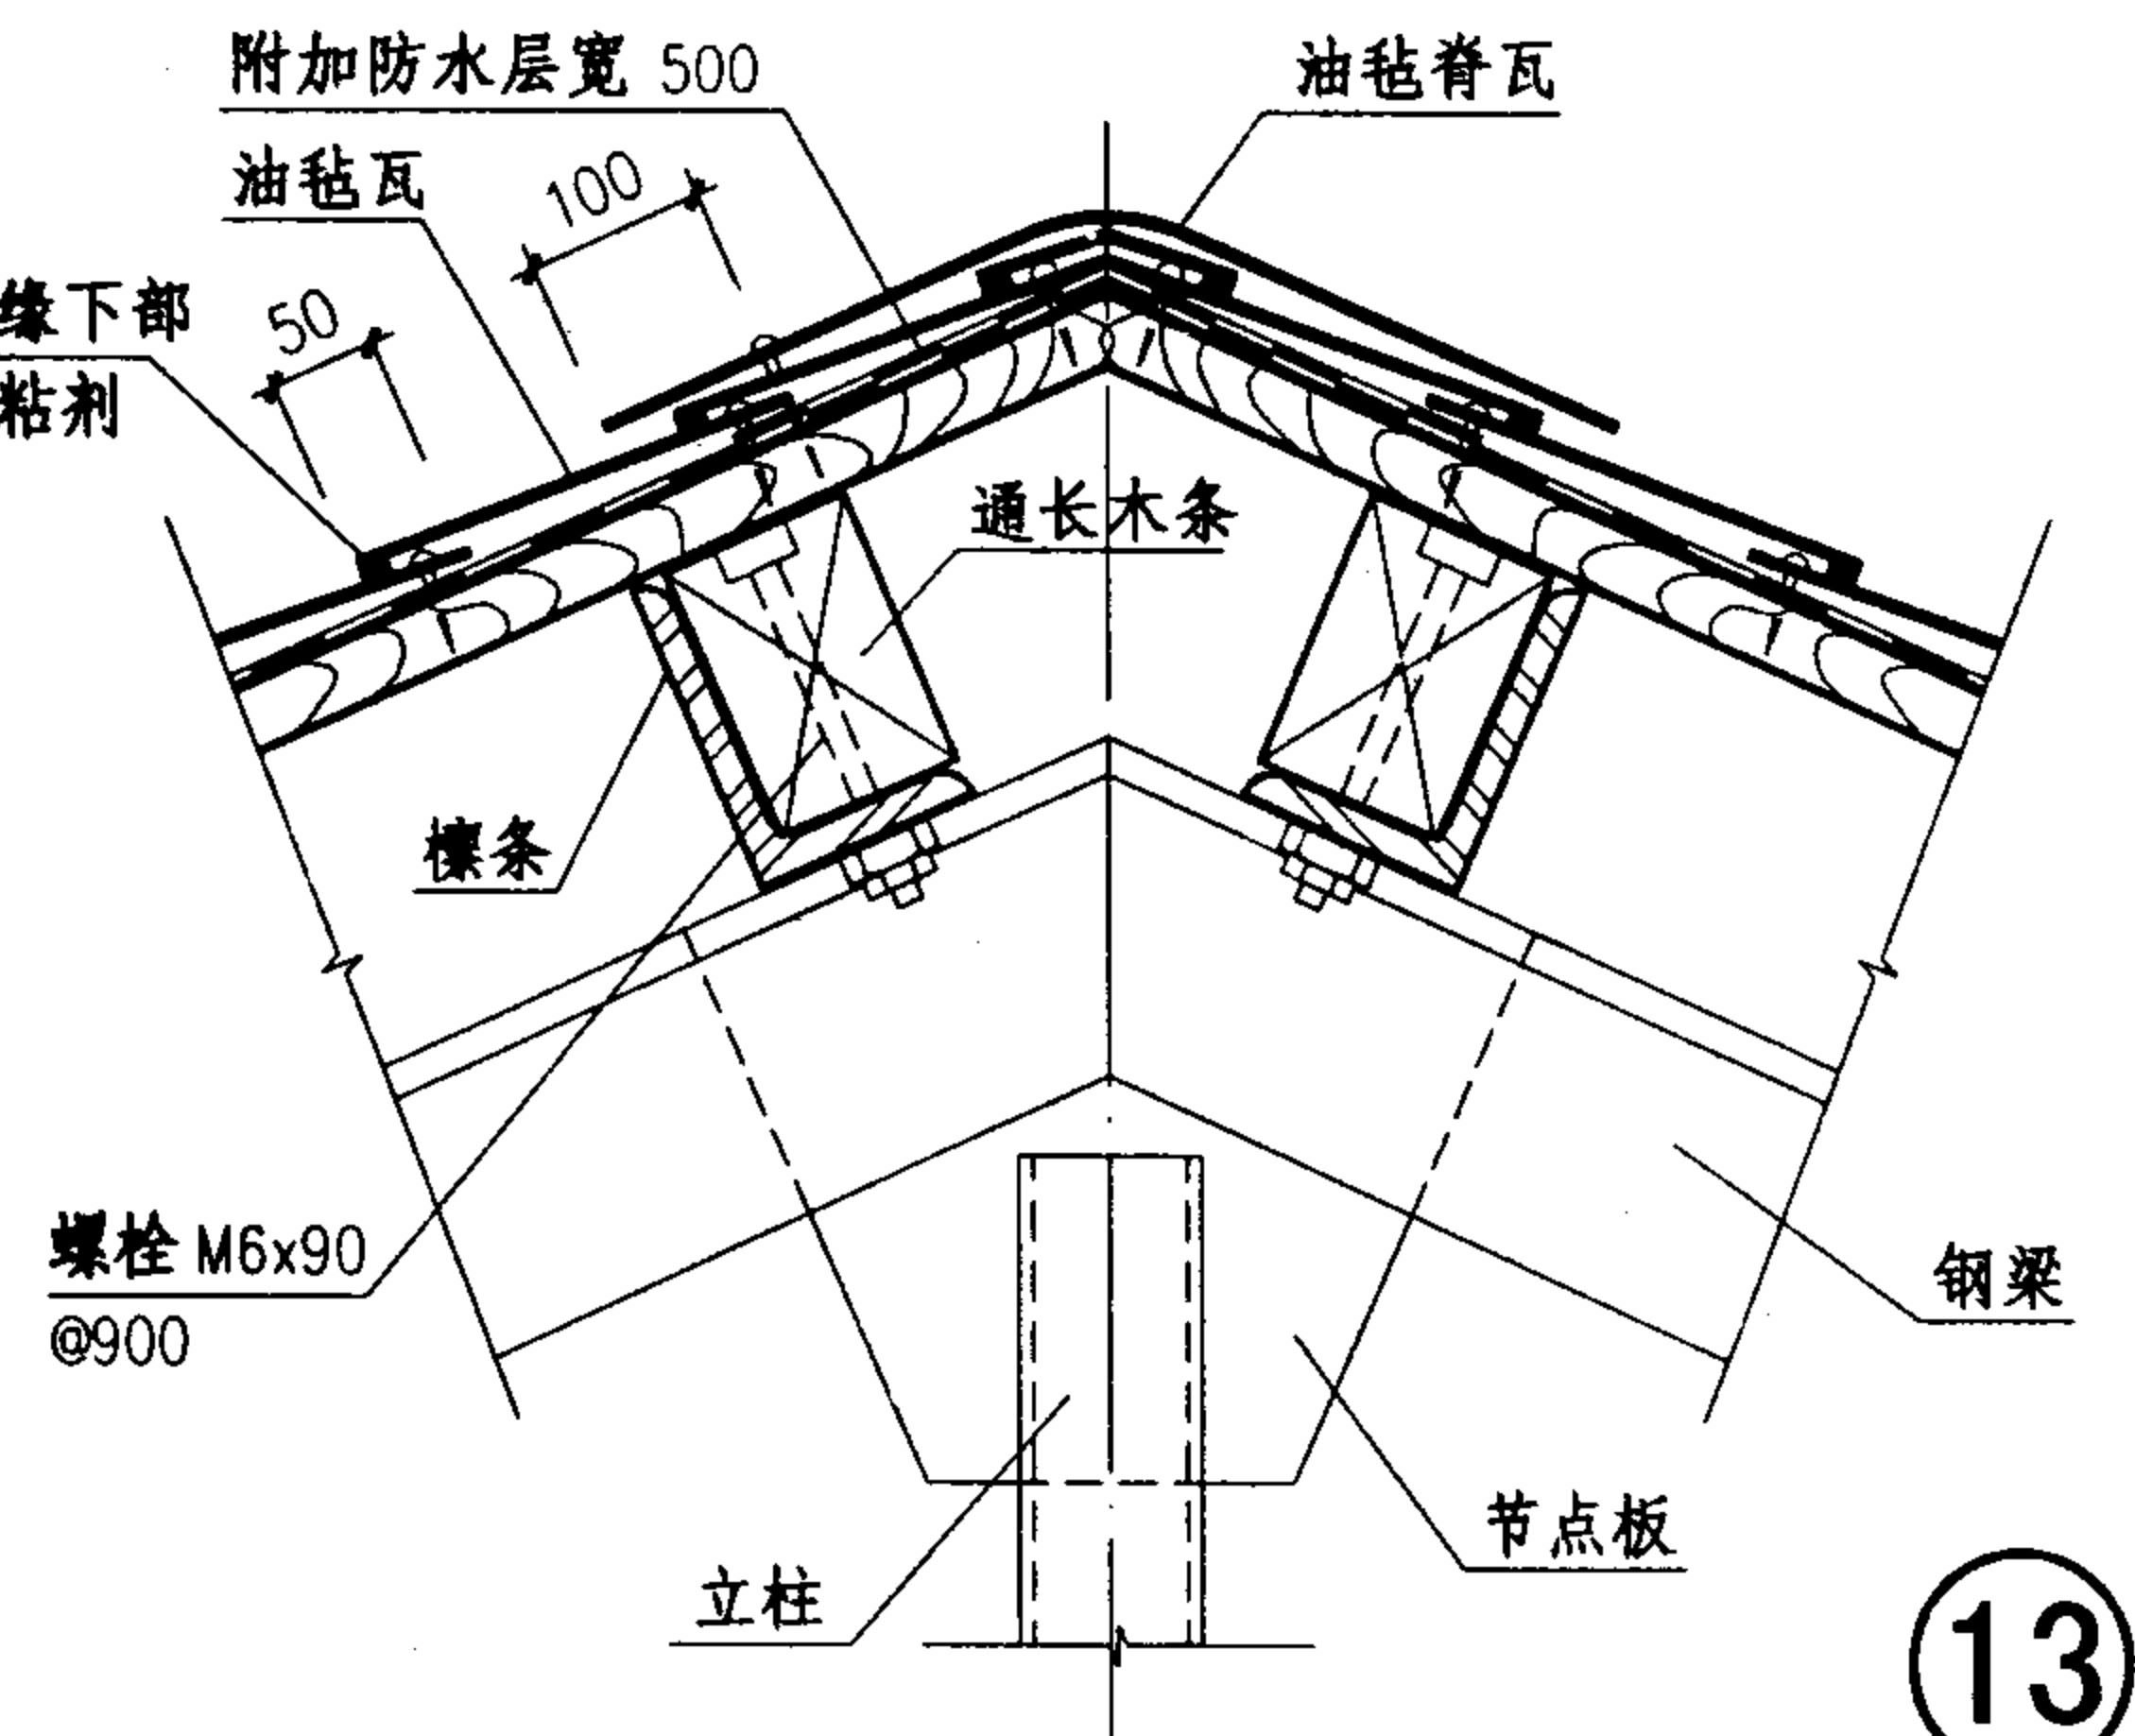 附加防水层宽 500
油毡脊瓦
油毡瓦
100
缘下部
50
粘剂
通长木条
檩条
螺栓 M6x90
@900
钢梁
节点板
立柱
13